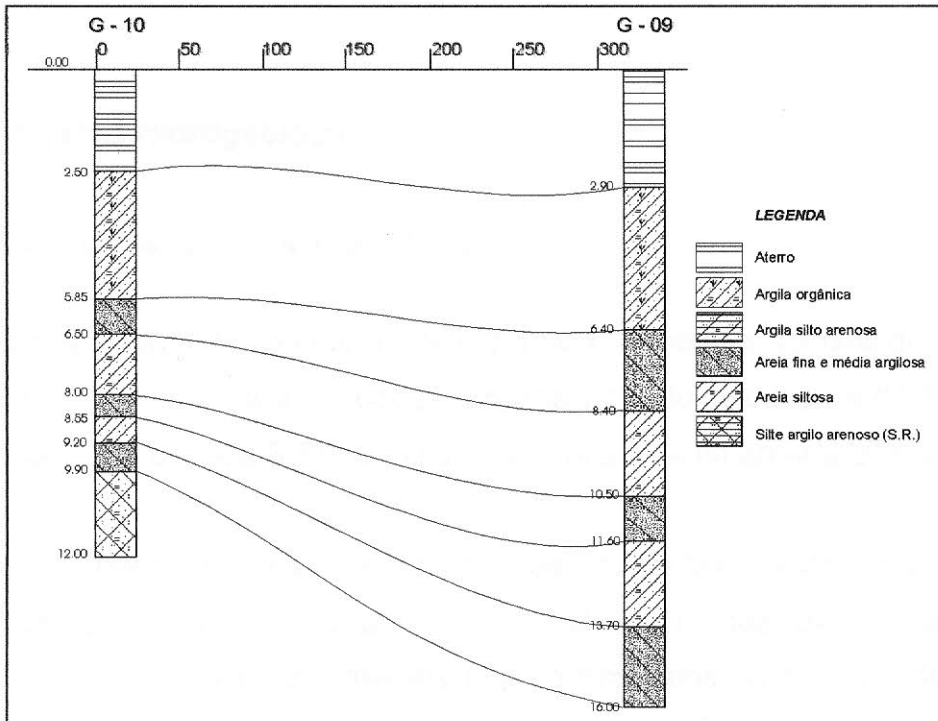 G - 10
G - 09
0 50 100 150 200 250 300
0.00
2.50
5.85
6.50
8.00
8.55
9.20
9.90
12.00
2.90
6.40
8.40
10.50
11.60
13.70
16.00
LEGENDA
Aterro
Argila orgânica
Argila silto arenosa
Areia fina e média argilosa
Areia siltosa
Silte argilo arenoso (S.R.)